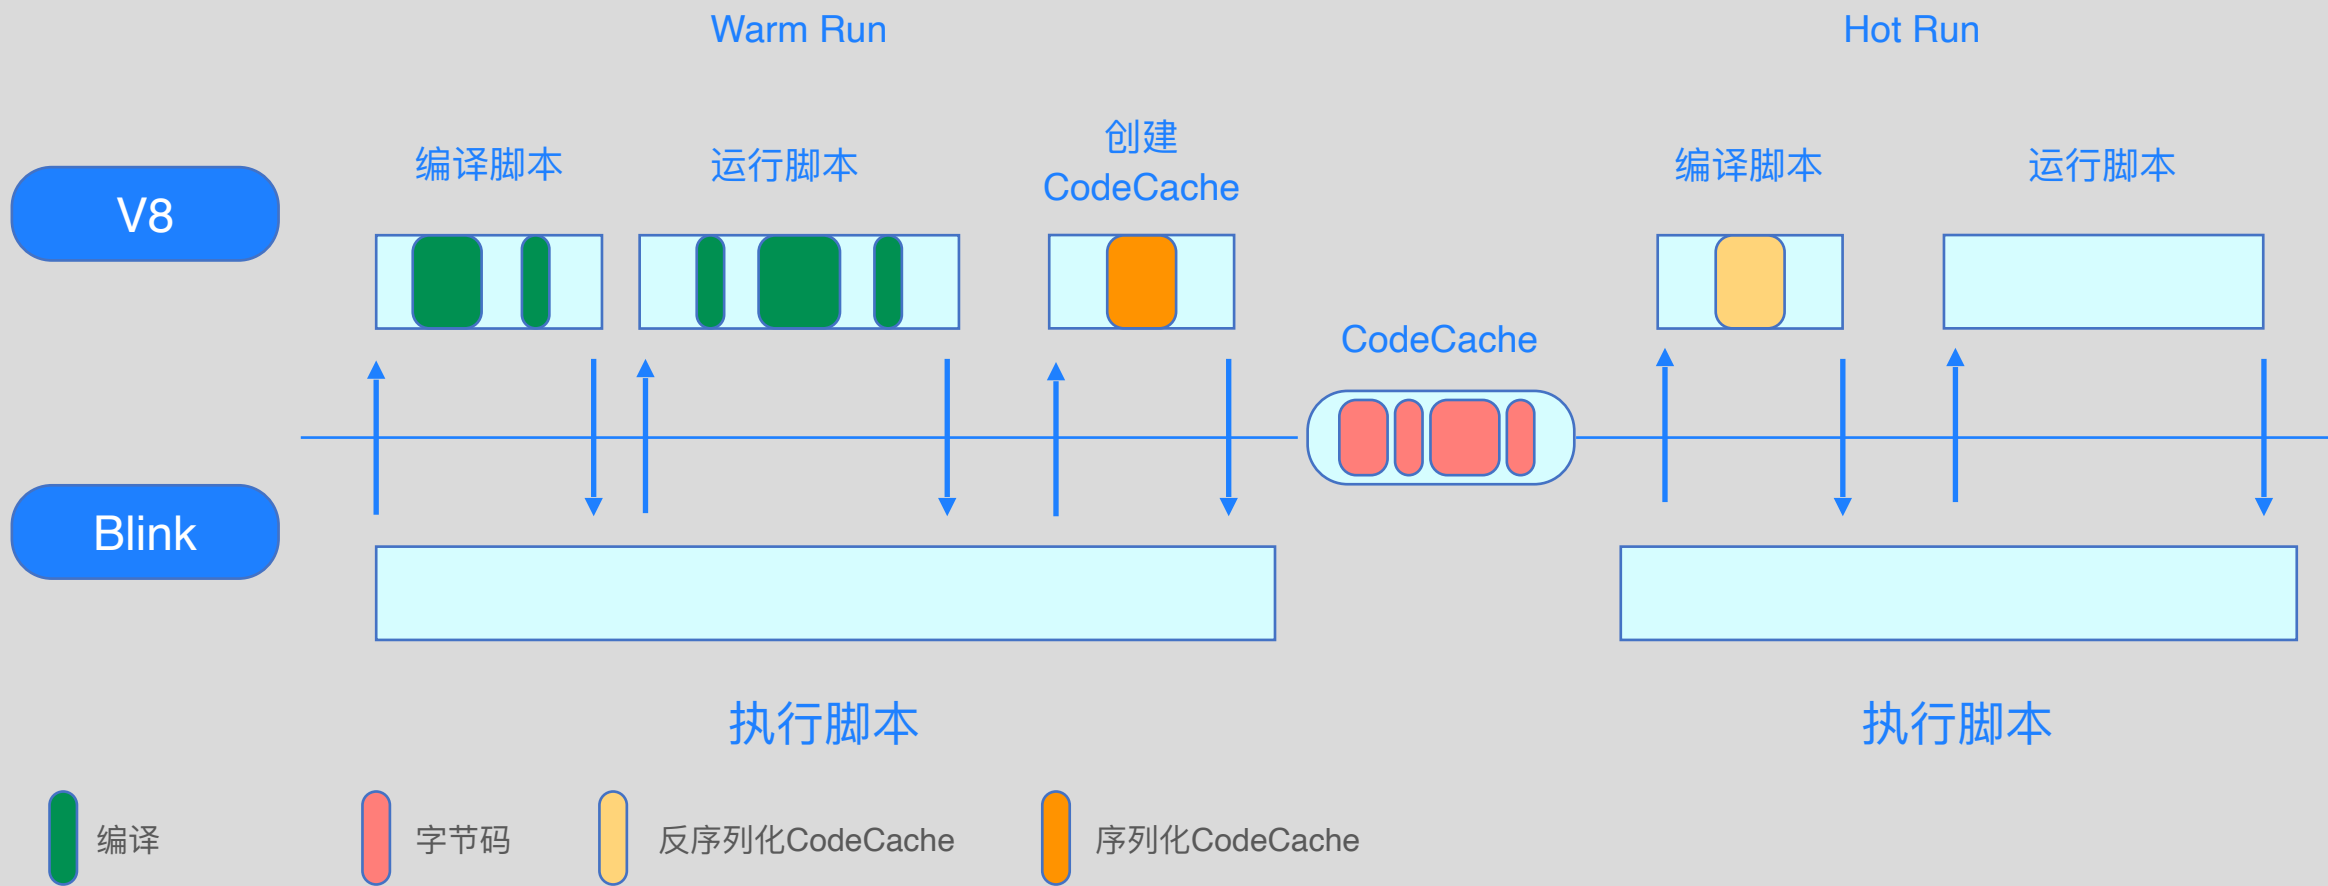 Warm Run
Hot Run
编译脚本
运行脚本
创建
CodeCache
编译脚本
运行脚本
V8
CodeCache
Blink
执行脚本
执行脚本
编译
字节码
反序列化CodeCache
序列化CodeCache